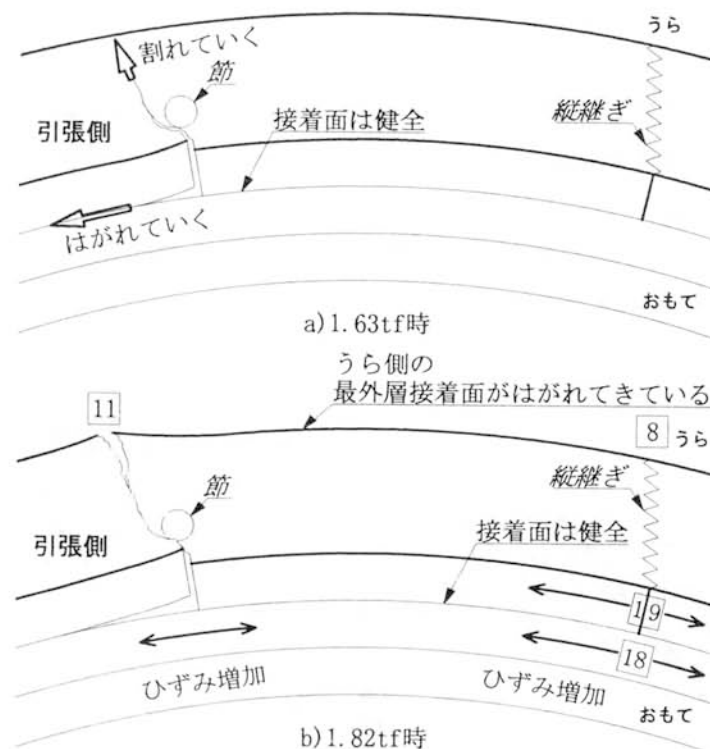 うら
割れていく
節
縦継ぎ
接着面は健全
引張側
はがれていく
おもて
a)1.63tf時
うら側の
最外層接着面がはがれてきている
11
8 うら
節
縦継ぎ
接着面は健全
引張側
19
18
ひずみ増加
ひずみ増加
おもて
b)1.82tf時